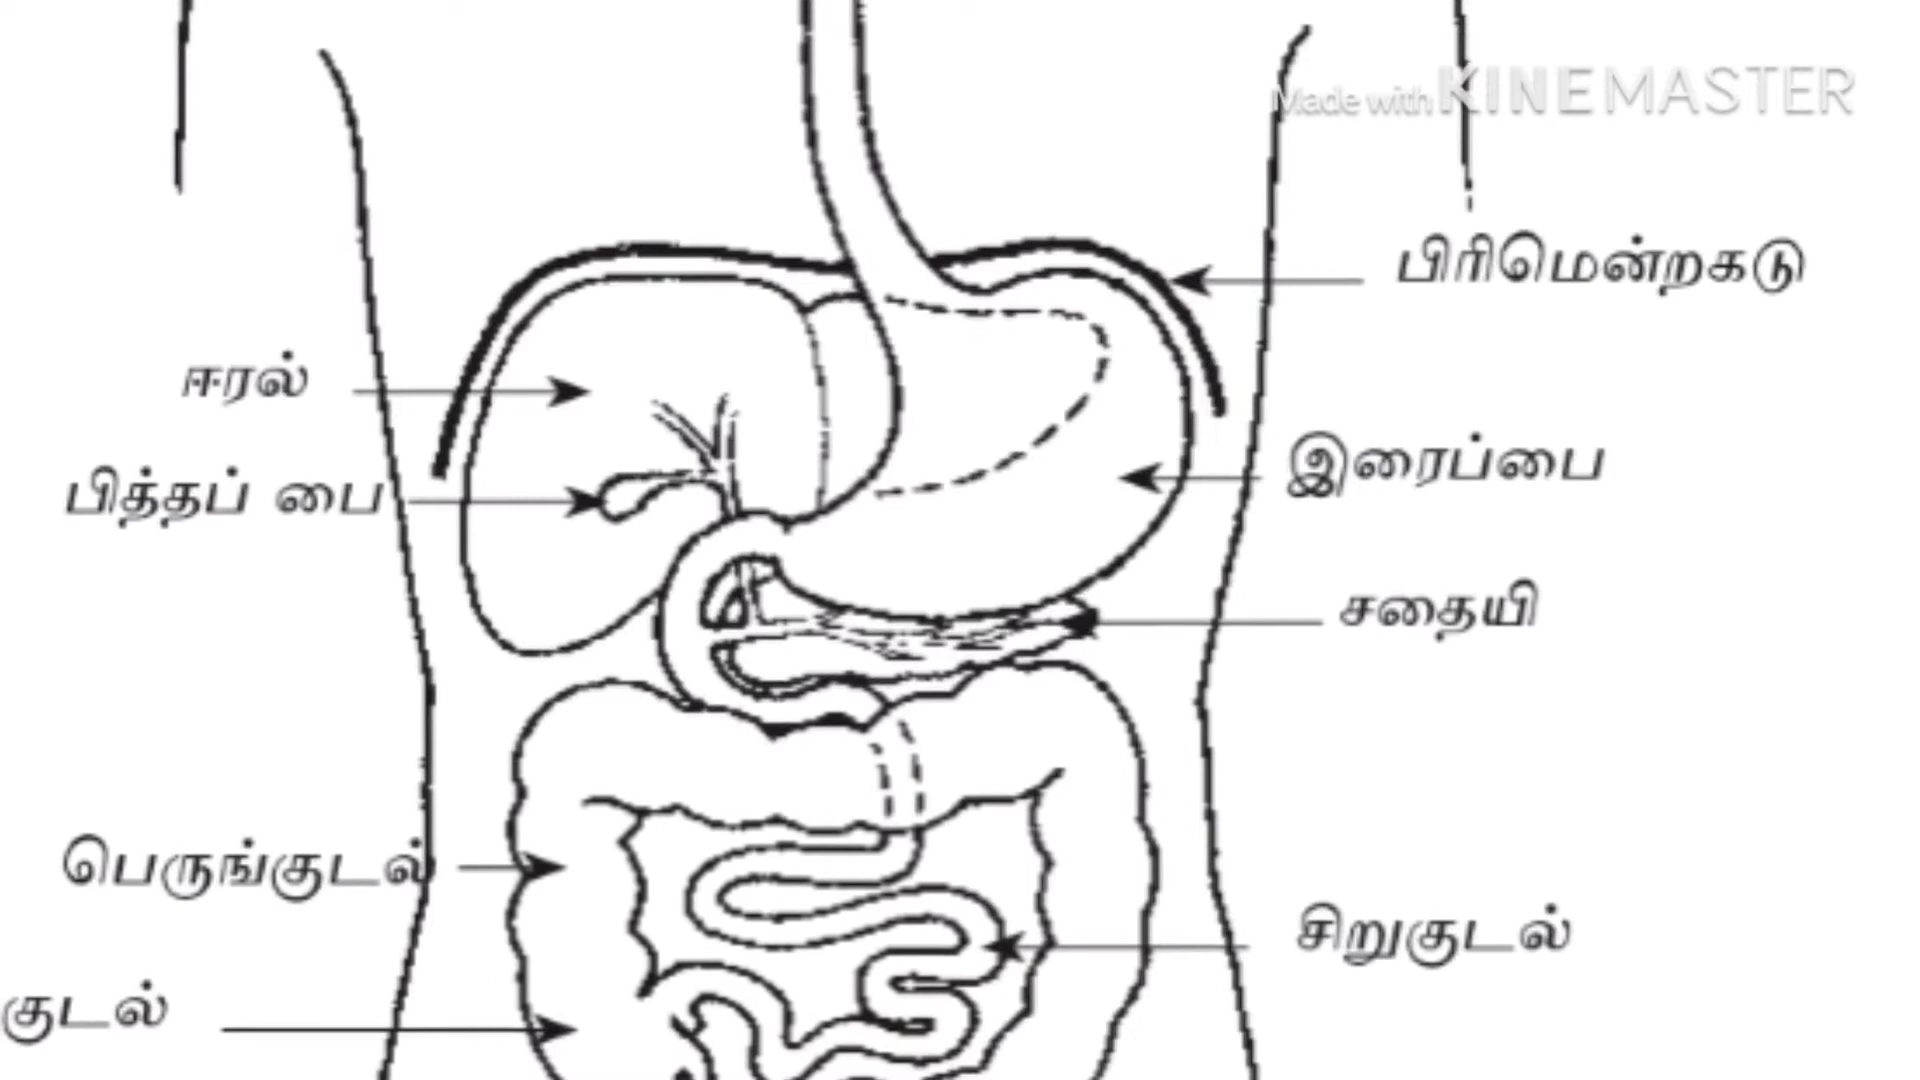 Made with KINEMASTER
பிரிமென்றகடு
ஈரல்
இரைப்பை
பித்தப் பை
சதையி
பெருங்குடல்
சிறுகுடல்
குடல்